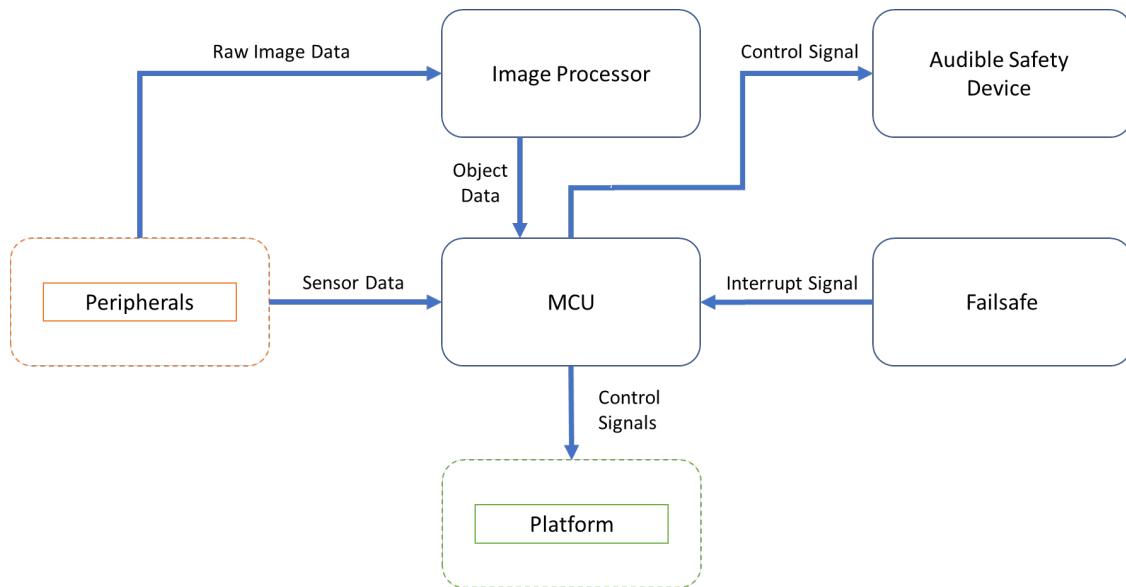 Raw Image Data
Image Processor
Control Signal
Audible Safety
Device
Object
Data
Peripherals
Sensor Data
MCU
Interrupt Signal
Failsafe
Control
Signals
Platform